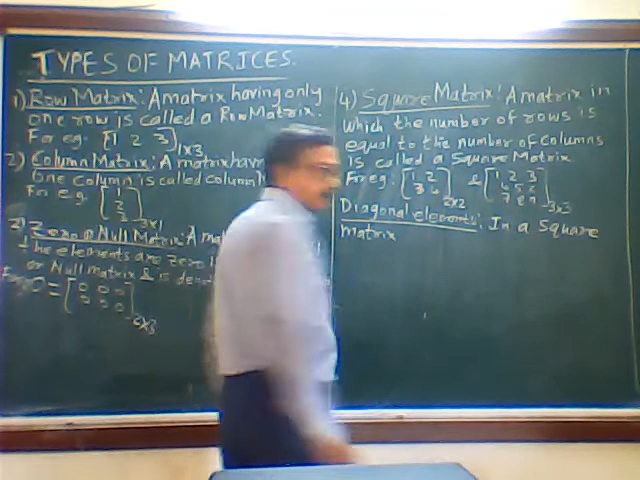 TYPES OF MATRICES.
1) Row Matrix: A matrix having only
one row is called a Row Matrix.
For eg. [1 2 3]1x3
2) Column Matrix: A matrix hav
one column is called column
For eg. [1
2
3]3x1
3) Zero or Null Matrix: A mat
the elements are zero
or Null matrix & is den
O = [0 0 0
0 0 0]2x3
4) Square Matrix: A matrix in
which the number of rows is
equal to the number of columns
is called a Square Matrix
For eg: [1 2
3 4]2x2 & [1 2 3
4 5 6
7 8 9]3x3
Diagonal elements: In a Square
matrix